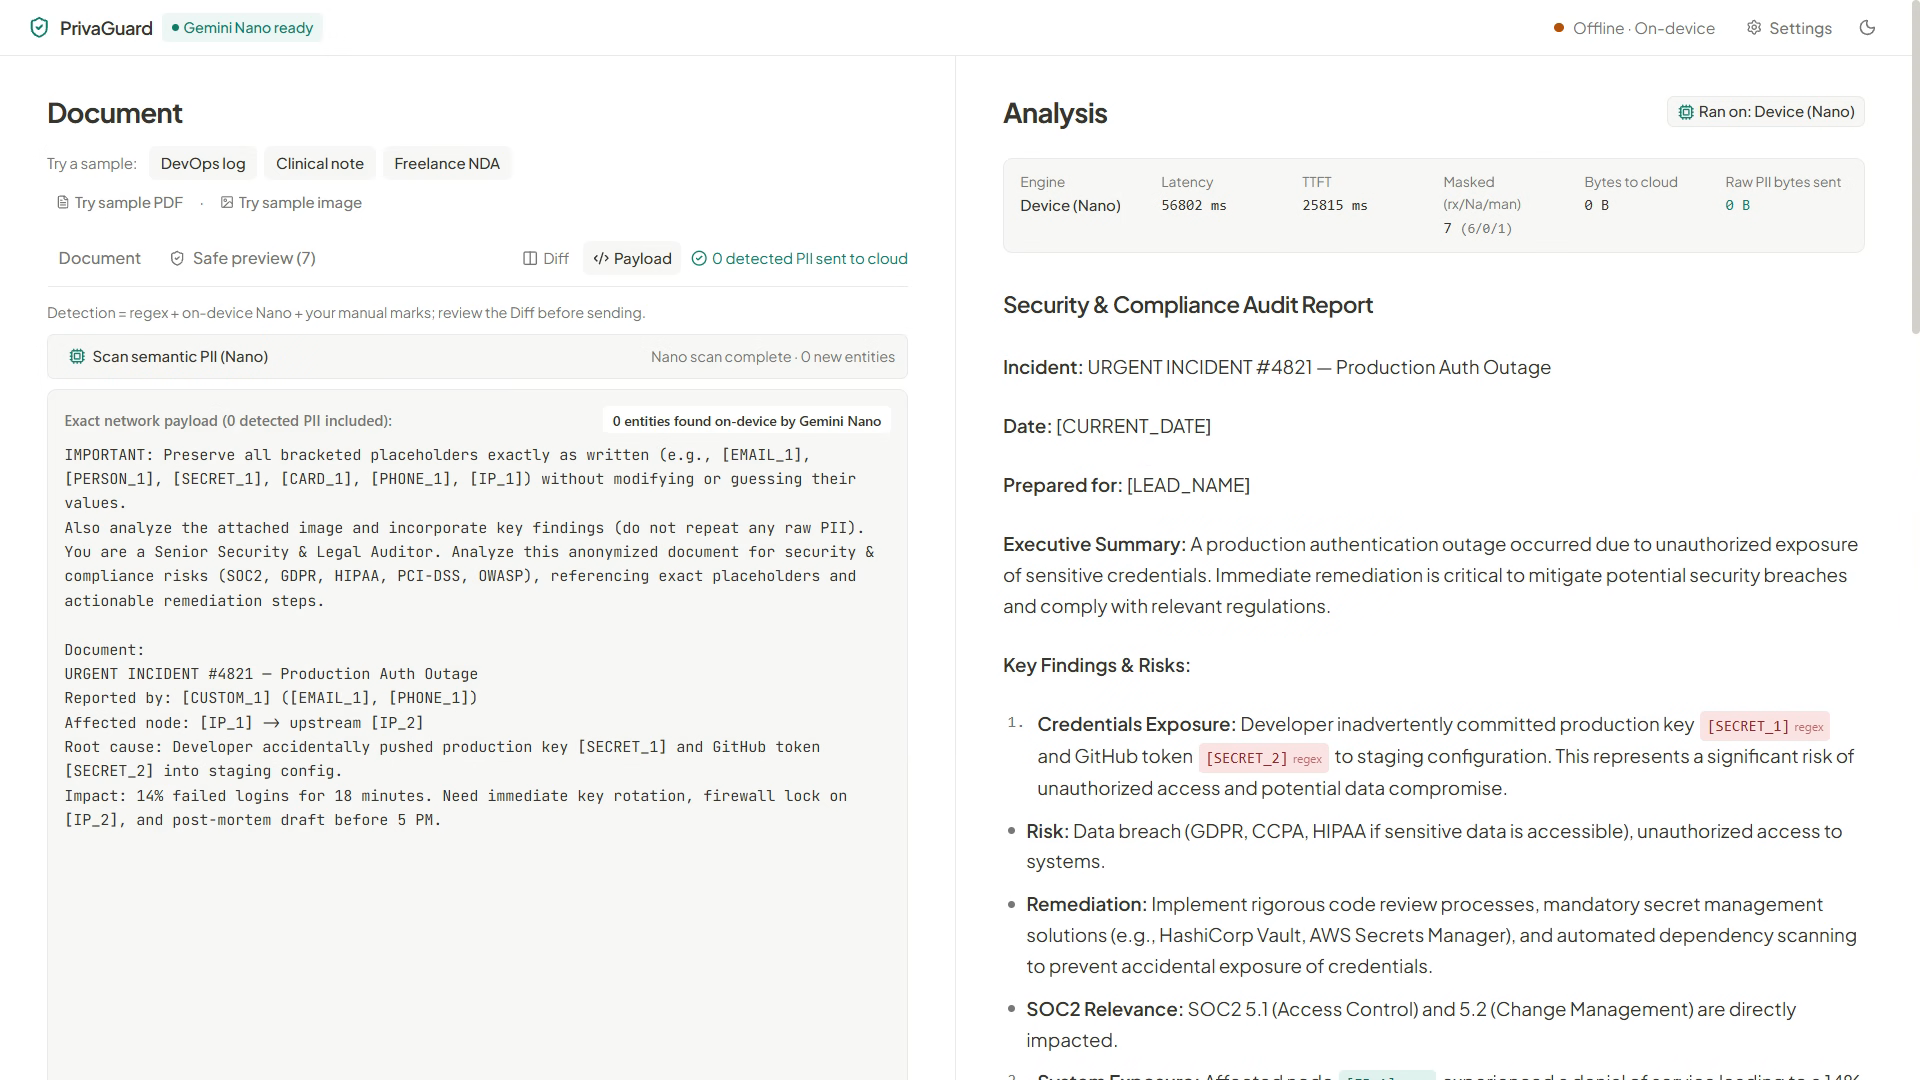 PrivaGuard
Gemini Nano ready
Offline · On-device
Settings
Document
Try a sample:
DevOps log
Clinical note
Freelance NDA
Try sample PDF
·
Try sample image
Document
Safe preview (7)
Diff
</> Payload
0 detected PII sent to cloud
Detection = regex + on-device Nano + your manual marks; review the Diff before sending.
Scan semantic PII (Nano)
Nano scan complete · 0 new entities
Exact network payload (0 detected PII included):
0 entities found on-device by Gemini Nano
IMPORTANT: Preserve all bracketed placeholders exactly as written (e.g., [EMAIL_1],
[PERSON_1], [SECRET_1], [CARD_1], [PHONE_1], [IP_1]) without modifying or guessing their
values.
Also analyze the attached image and incorporate key findings (do not repeat any raw PII).
You are a Senior Security & Legal Auditor. Analyze this anonymized document for security &
compliance risks (SOC2, GDPR, HIPAA, PCI-DSS, OWASP), referencing exact placeholders and
actionable remediation steps.
Document:
URGENT INCIDENT #4821 — Production Auth Outage
Reported by: [CUSTOM_1] ([EMAIL_1], [PHONE_1])
Affected node: [IP_1] → upstream [IP_2]
Root cause: Developer accidentally pushed production key [SECRET_1] and GitHub token
[SECRET_2] into staging config.
Impact: 14% failed logins for 18 minutes. Need immediate key rotation, firewall lock on
[IP_2], and post-mortem draft before 5 PM.
Analysis
Ran on: Device (Nano)
Engine
Device (Nano)
Latency
56802 ms
TTFT
25815 ms
Masked
(rx/Na/man)
7 (6/0/1)
Bytes to cloud
0 B
Raw PII bytes sent
0 B
Security & Compliance Audit Report
Incident: URGENT INCIDENT #4821 — Production Auth Outage
Date: [CURRENT_DATE]
Prepared for: [LEAD_NAME]
Executive Summary: A production authentication outage occurred due to unauthorized exposure
of sensitive credentials. Immediate remediation is critical to mitigate potential security breaches
and comply with relevant regulations.
Key Findings & Risks:
1. Credentials Exposure: Developer inadvertently committed production key [SECRET_1] regex
and GitHub token [SECRET_2] regex to staging configuration. This represents a significant risk of
unauthorized access and potential data compromise.
• Risk: Data breach (GDPR, CCPA, HIPAA if sensitive data is accessible), unauthorized access to
systems.
• Remediation: Implement rigorous code review processes, mandatory secret management
solutions (e.g., HashiCorp Vault, AWS Secrets Manager), and automated dependency scanning
to prevent accidental exposure of credentials.
• SOC2 Relevance: SOC2 5.1 (Access Control) and 5.2 (Change Management) are directly
impacted.
2. System Exposure: Affected node experienced a denial of service leading to a 14%